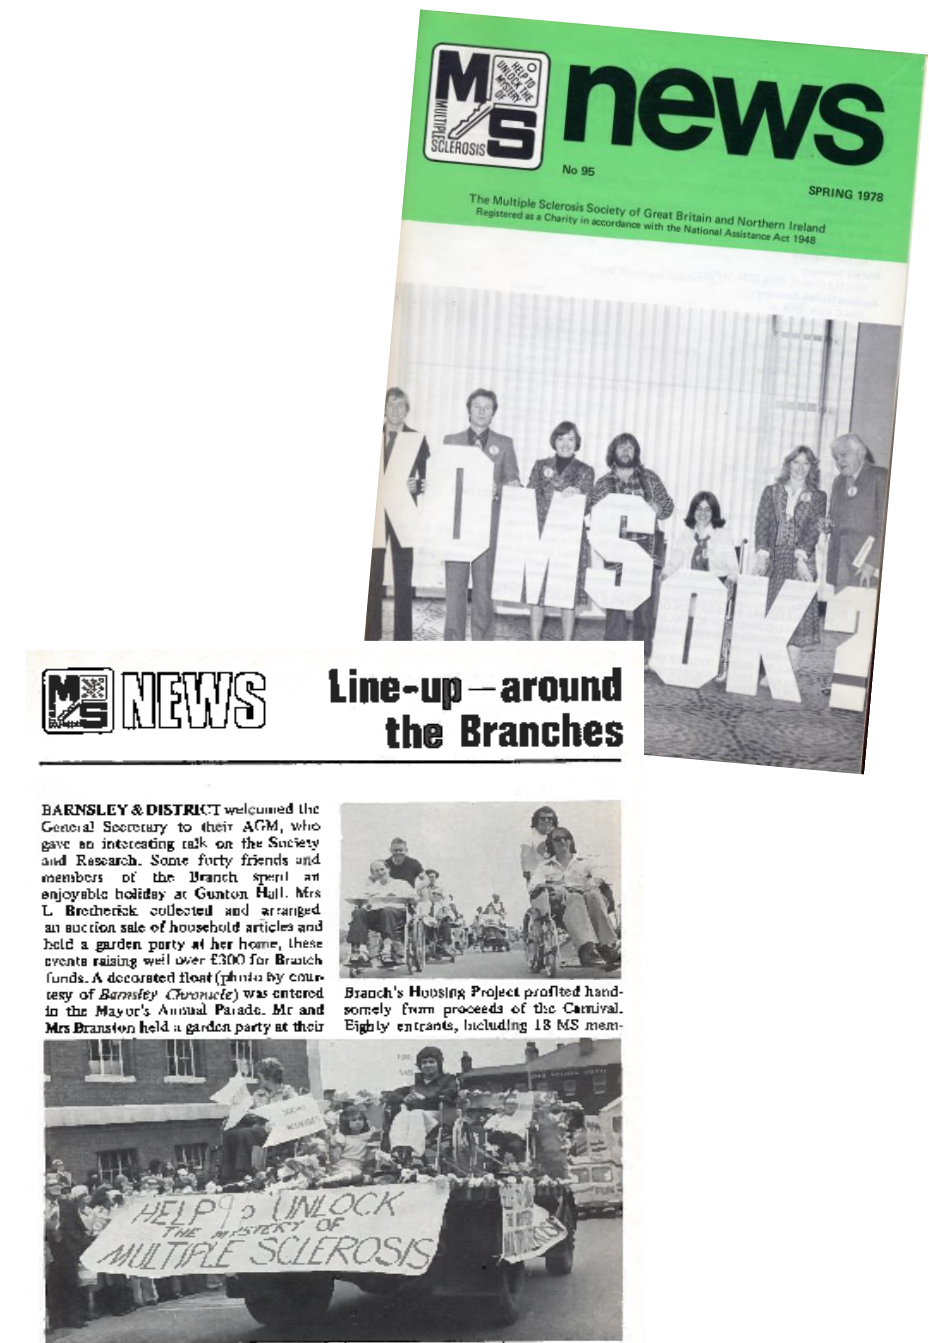 MS
HELP TO
UNLOCK THE
MYSTERY
OF
MULTIPLE
SCLEROSIS
news
No 95
SPRING 1978
The Multiple Sclerosis Society of Great Britain and Northern Ireland
Registered as a Charity in accordance with the National Assistance Act 1948
KO MS OK?
MS NEWS
Line-up – around
the Branches
BARNSLEY & DISTRICT welcomed the
General Secretary to their AGM, who
gave an interesting talk on the Society
and Research. Some forty friends and
members of the Branch spent an
enjoyable holiday at Gunton Hall. Mrs
L Bretherick collected and arranged
an auction sale of household articles and
held a garden party at her home, these
events raising well over £300 for Branch
funds. A decorated float (photo by cour-
tesy of Barnsley Chronicle) was entered
in the Mayor's Annual Parade. Mr and
Mrs Branston held a garden party at their
Branch's Housing Project profited hand-
somely from proceeds of the Carnival.
Eighty entrants, including 18 MS mem-
HELP TO UNLOCK
THE MYSTERY OF
MULTIPLE SCLEROSIS